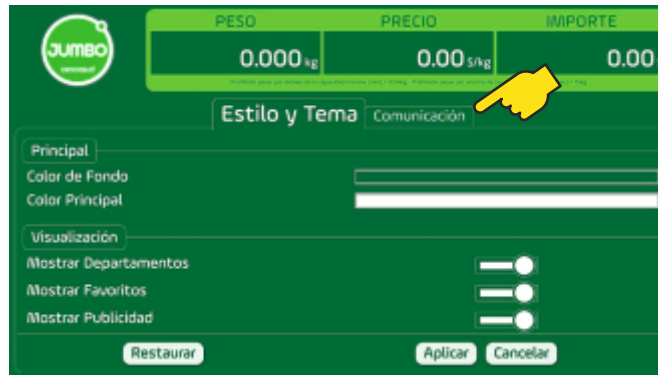 JUMBO
cencosud
PESO PRECIO IMPORTE
0.000 kg 0.00 $/kg 0.00
Estilo y Tema Comunicación
Principal
Color de Fondo
Color Principal
Visualización
Mostrar Departamentos
Mostrar Favoritos
Mostrar Publicidad
Restaurar Aplicar Cancelar